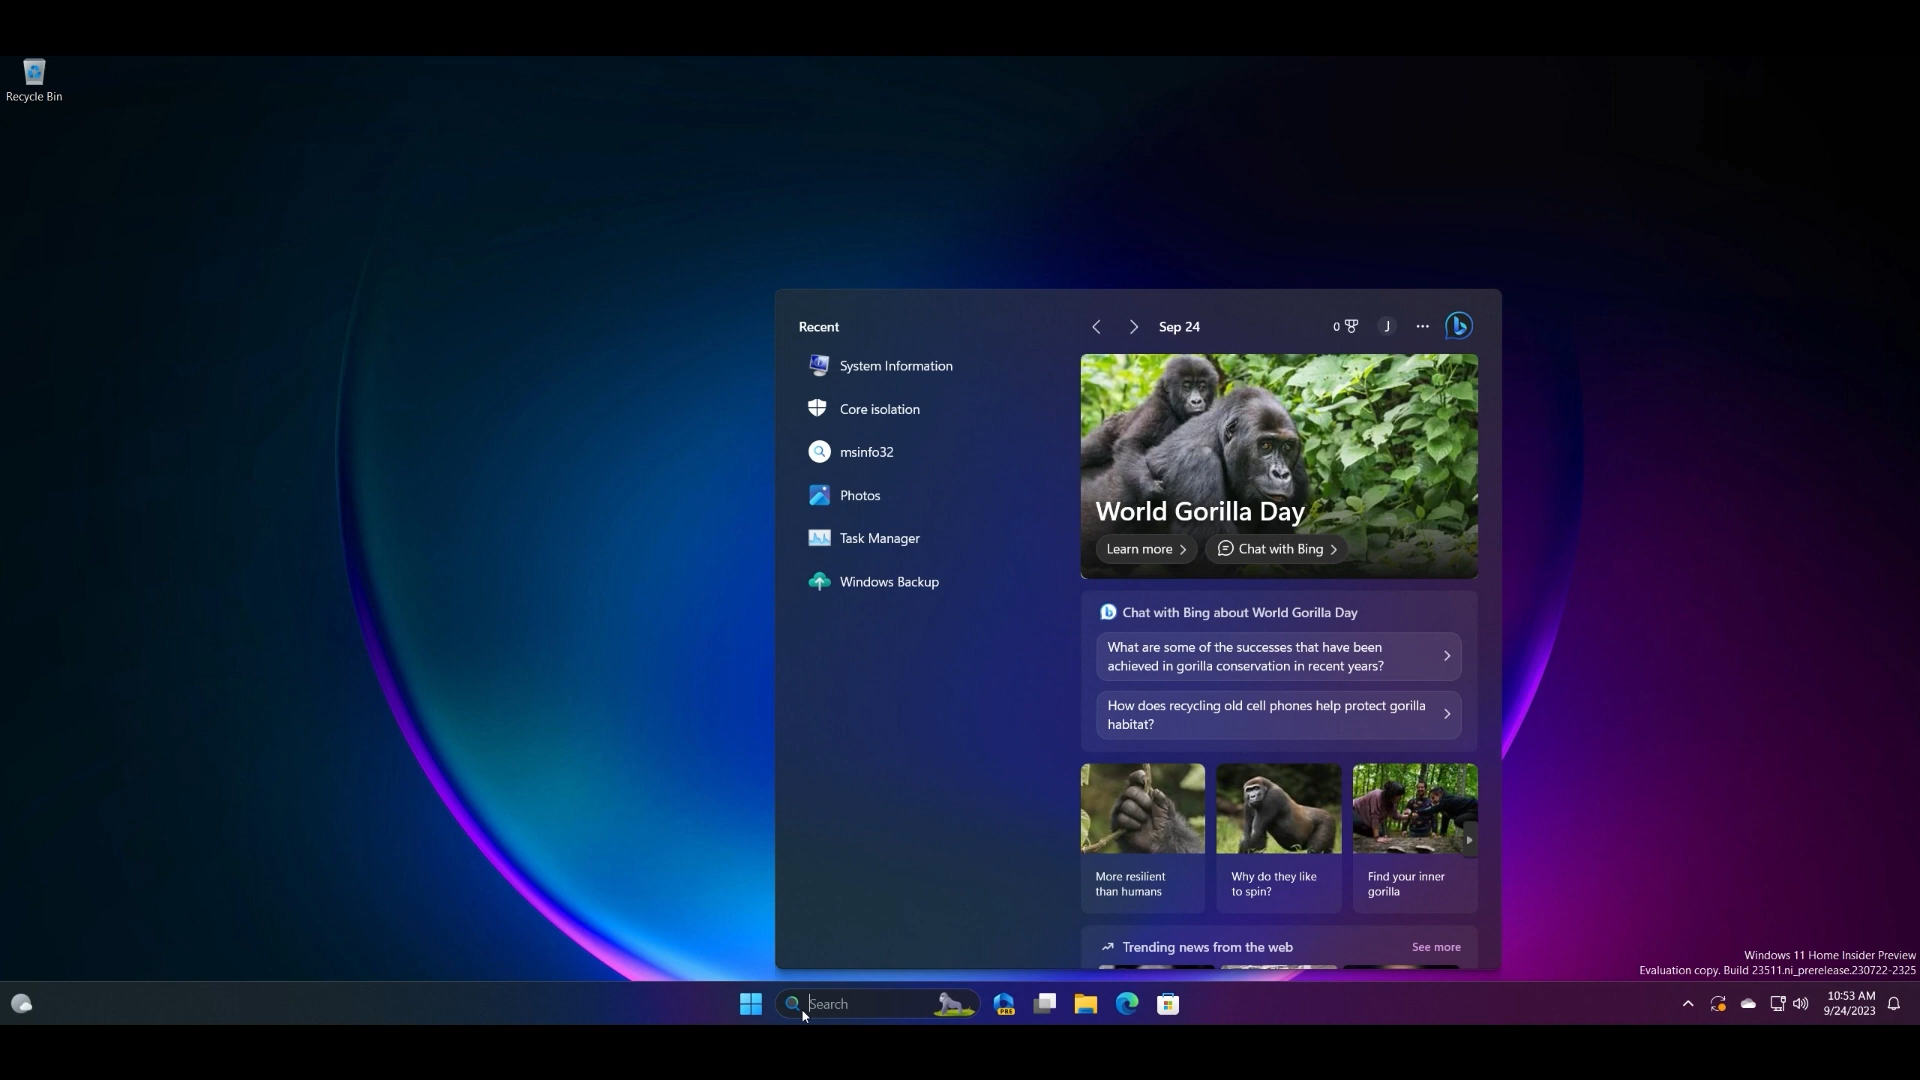 Recycle Bin
Recent
System Information
Core isolation
msinfo32
Photos
Task Manager
Windows Backup
Sep 24
0
J
World Gorilla Day
Learn more
Chat with Bing
Chat with Bing about World Gorilla Day
What are some of the successes that have been
achieved in gorilla conservation in recent years?
How does recycling old cell phones help protect gorilla
habitat?
More resilient
than humans
Why do they like
to spin?
Find your inner
gorilla
Trending news from the web
See more
Windows 11 Home Insider Preview
Evaluation copy. Build 23511.ni_prerelease.230722-2325
Search
PRE
10:53 AM
9/24/2023